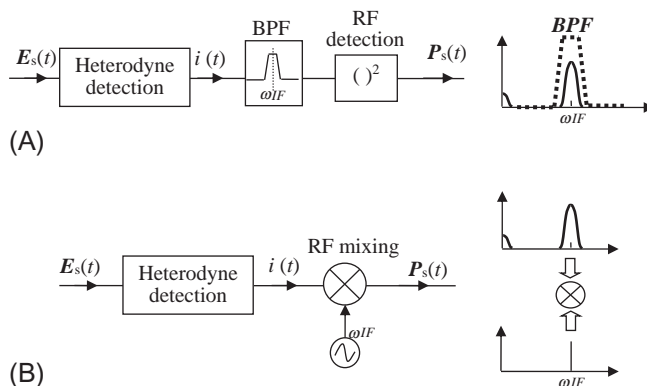 BPF
RF
detection
BPF
E_s(t)
Heterodyne
detection
i (t)
ω_IF
( )²
P_s(t)
ω_IF
(A)
RF mixing
E_s(t)
Heterodyne
detection
i (t)
P_s(t)
ω_IF
ω_IF
(B)